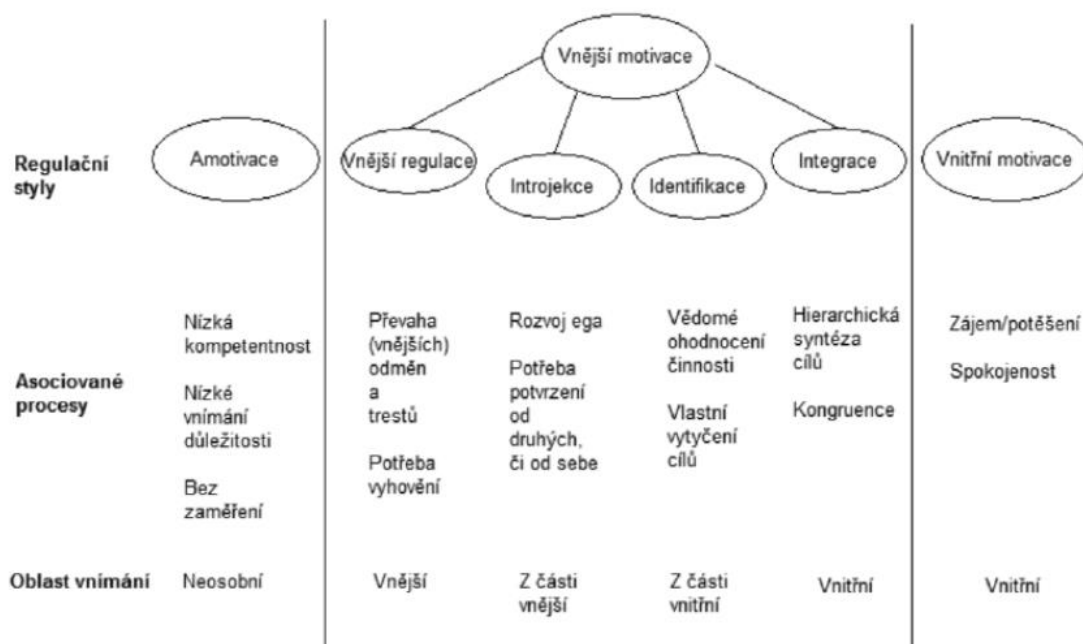 Vnější motivace
Regulační
styly
Amotivace
Vnější regulace
Introjekce
Identifikace
Integrace
Vnitřní motivace
Asociované
procesy
Nízká
kompetentnost
Nízké
vnímání
důležitosti
Bez
zaměření
Převaha
(vnějších)
odměn
a
trestů
Potřeba
vyhovění
Rozvoj ega
Potřeba
potvrzení
od
druhých,
či od sebe
Vědomé
ohodnocení
činnosti
Vlastní
vytyčení
cílů
Hierarchická
syntéza
cílů
Kongruence
Zájem/potěšení
Spokojenost
Oblast vnímání
Neosobní
Vnější
Z části
vnější
Z části
vnitřní
Vnitřní
Vnitřní